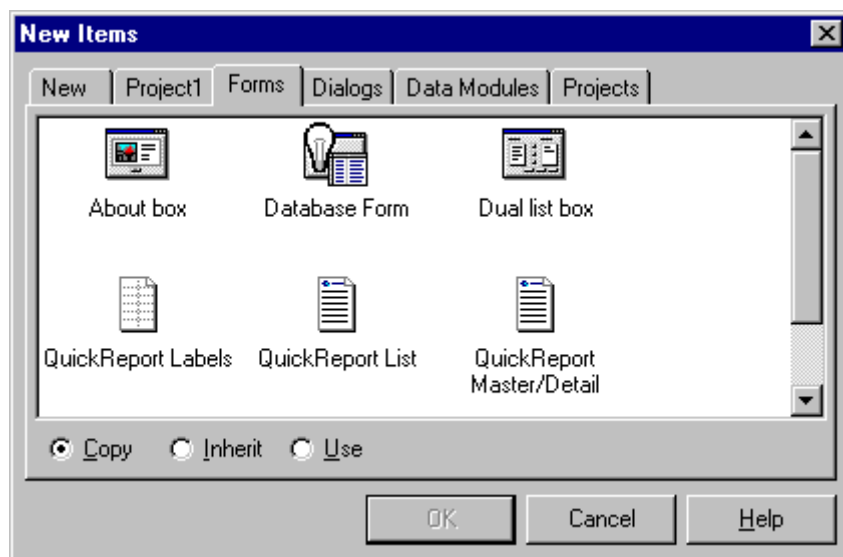 New Items
New Project1 Forms Dialogs Data Modules Projects
About box Database Form Dual list box
QuickReport Labels QuickReport List QuickReport
Master/Detail
Copy Inherit Use
OK Cancel Help